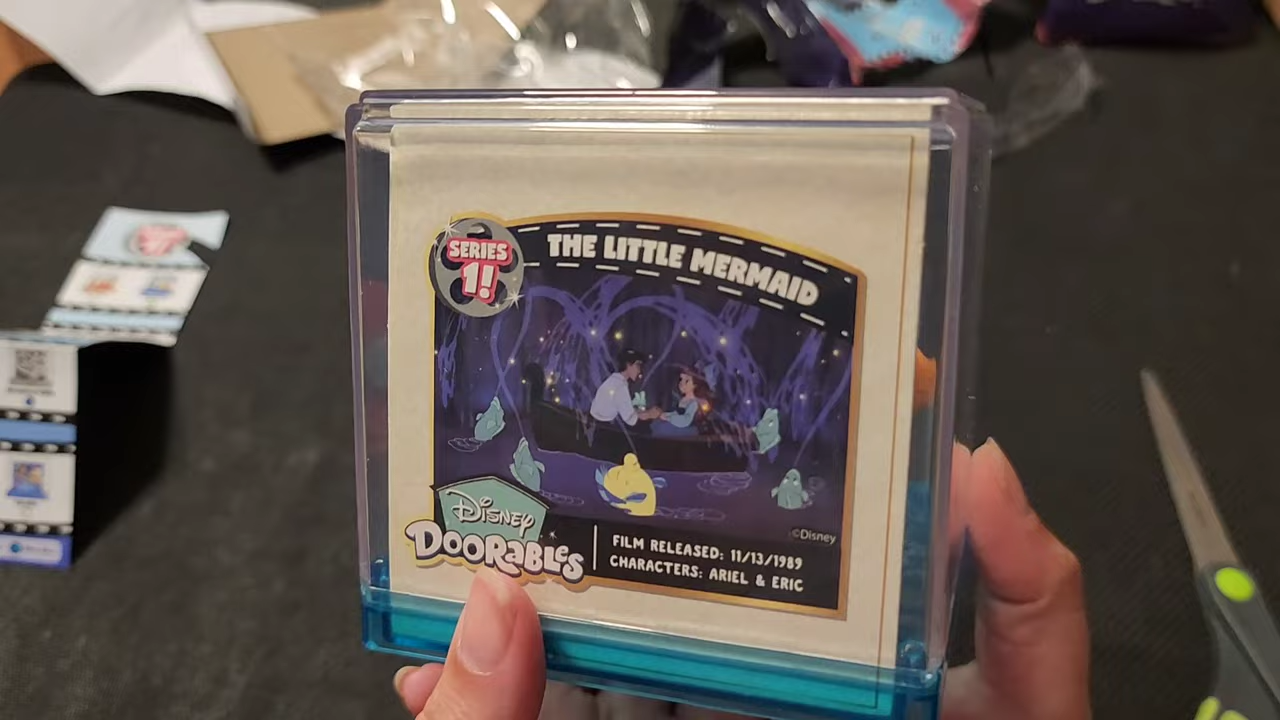 SERIES
1!
THE LITTLE MERMAID
©Disney
DISNEY
DOORABLES
FILM RELEASED: 11/13/1989
CHARACTERS: ARIEL & ERIC